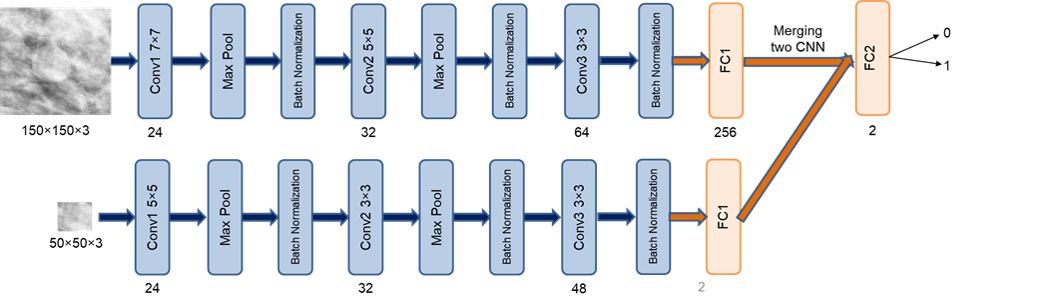 150×150×3
Conv1 7×7
24
Max Pool
Batch Normalization
Conv2 5×5
32
Max Pool
Batch Normalization
Conv3 3×3
64
Batch Normalization
FC1
256
Merging
two CNN
FC2
2
0
1
50×50×3
Conv1 5×5
24
Max Pool
Batch Normalization
Conv2 3×3
32
Max Pool
Batch Normalization
Conv3 3×3
48
Batch Normalization
FC1
2